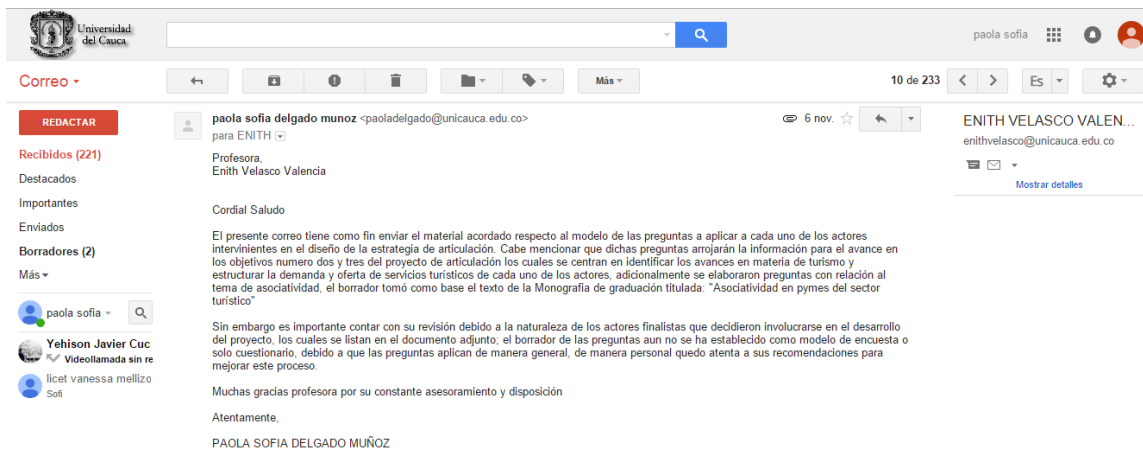 Universidad
del Cauca
paola sofia
Correo
Más
10 de 233
Es
REDACTAR
Recibidos (221)
Destacados
Importantes
Enviados
Borradores (2)
Más
paola sofia
Yehison Javier Cuc
Videollamada sin re
licet vanessa mellizo
Sofi
paola sofia delgado munoz <paoladelgado@unicauca.edu.co>
6 nov.
para ENITH
Profesora,
Enith Velasco Valencia
Cordial Saludo
El presente correo tiene como fin enviar el material acordado respecto al modelo de las preguntas a aplicar a cada uno de los actores
intervinientes en el diseño de la estrategia de articulación. Cabe mencionar que dichas preguntas arrojarán la información para el avance en
los objetivos numero dos y tres del proyecto de articulación los cuales se centran en identificar los avances en materia de turismo y
estructurar la demanda y oferta de servicios turísticos de cada uno de los actores, adicionalmente se elaboraron preguntas con relación al
tema de asociatividad, el borrador tomó como base el texto de la Monografia de graduación titulada: "Asociatividad en pymes del sector
turístico"
Sin embargo es importante contar con su revisión debido a la naturaleza de los actores finalistas que decidieron involucrarse en el desarrollo
del proyecto, los cuales se listan en el documento adjunto; el borrador de las preguntas aun no se ha establecido como modelo de encuesta o
solo cuestionario, debido a que las preguntas aplican de manera general, de manera personal quedo atenta a sus recomendaciones para
mejorar este proceso.
Muchas gracias profesora por su constante asesoramiento y disposición
Atentamente,
PAOLA SOFIA DELGADO MUÑOZ
ENITH VELASCO VALEN...
enithvelasco@unicauca.edu.co
Mostrar detalles